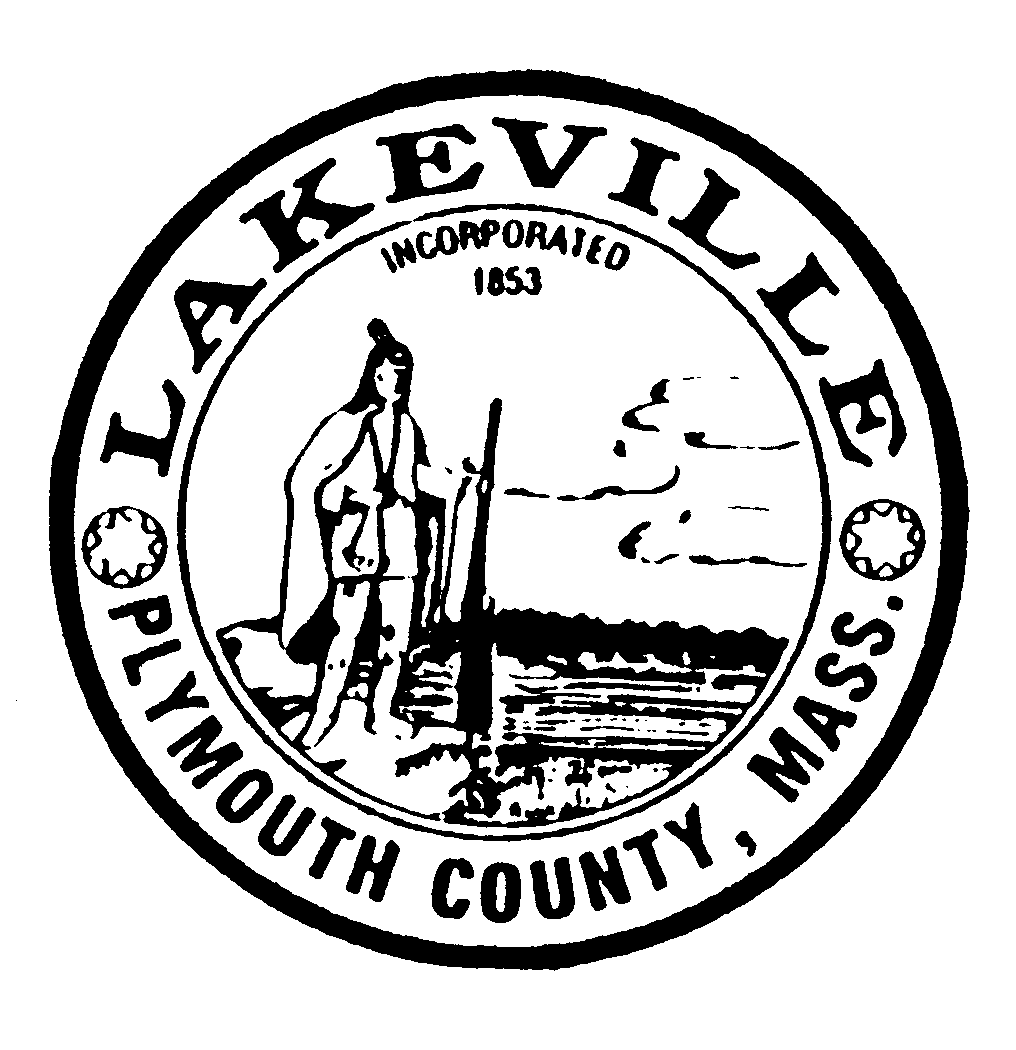 LAKEVILLE
INCORPORATED
1853
PLYMOUTH COUNTY, MASS.